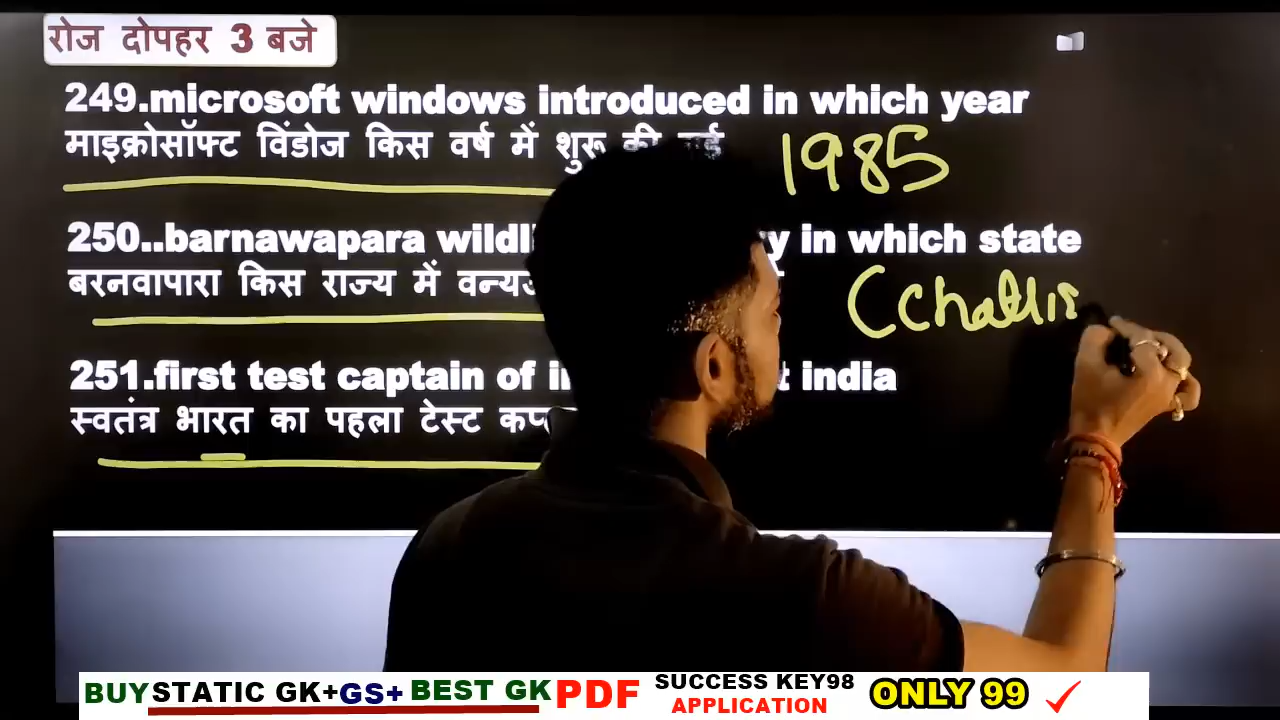 रोज दोपहर 3 बजे
249.microsoft windows introduced in which year
माइक्रोसॉफ्ट विंडोज किस वर्ष में शुरू की गई
1985
250..barnawapara in which state
बरनवापारा किस राज्य में
(chattis
251.first test captain of india
स्वतंत्र भारत का पहला टेस्ट
BUY STATIC GK+GS+ BEST GK PDF SUCCESS KEY98 APPLICATION ONLY 99